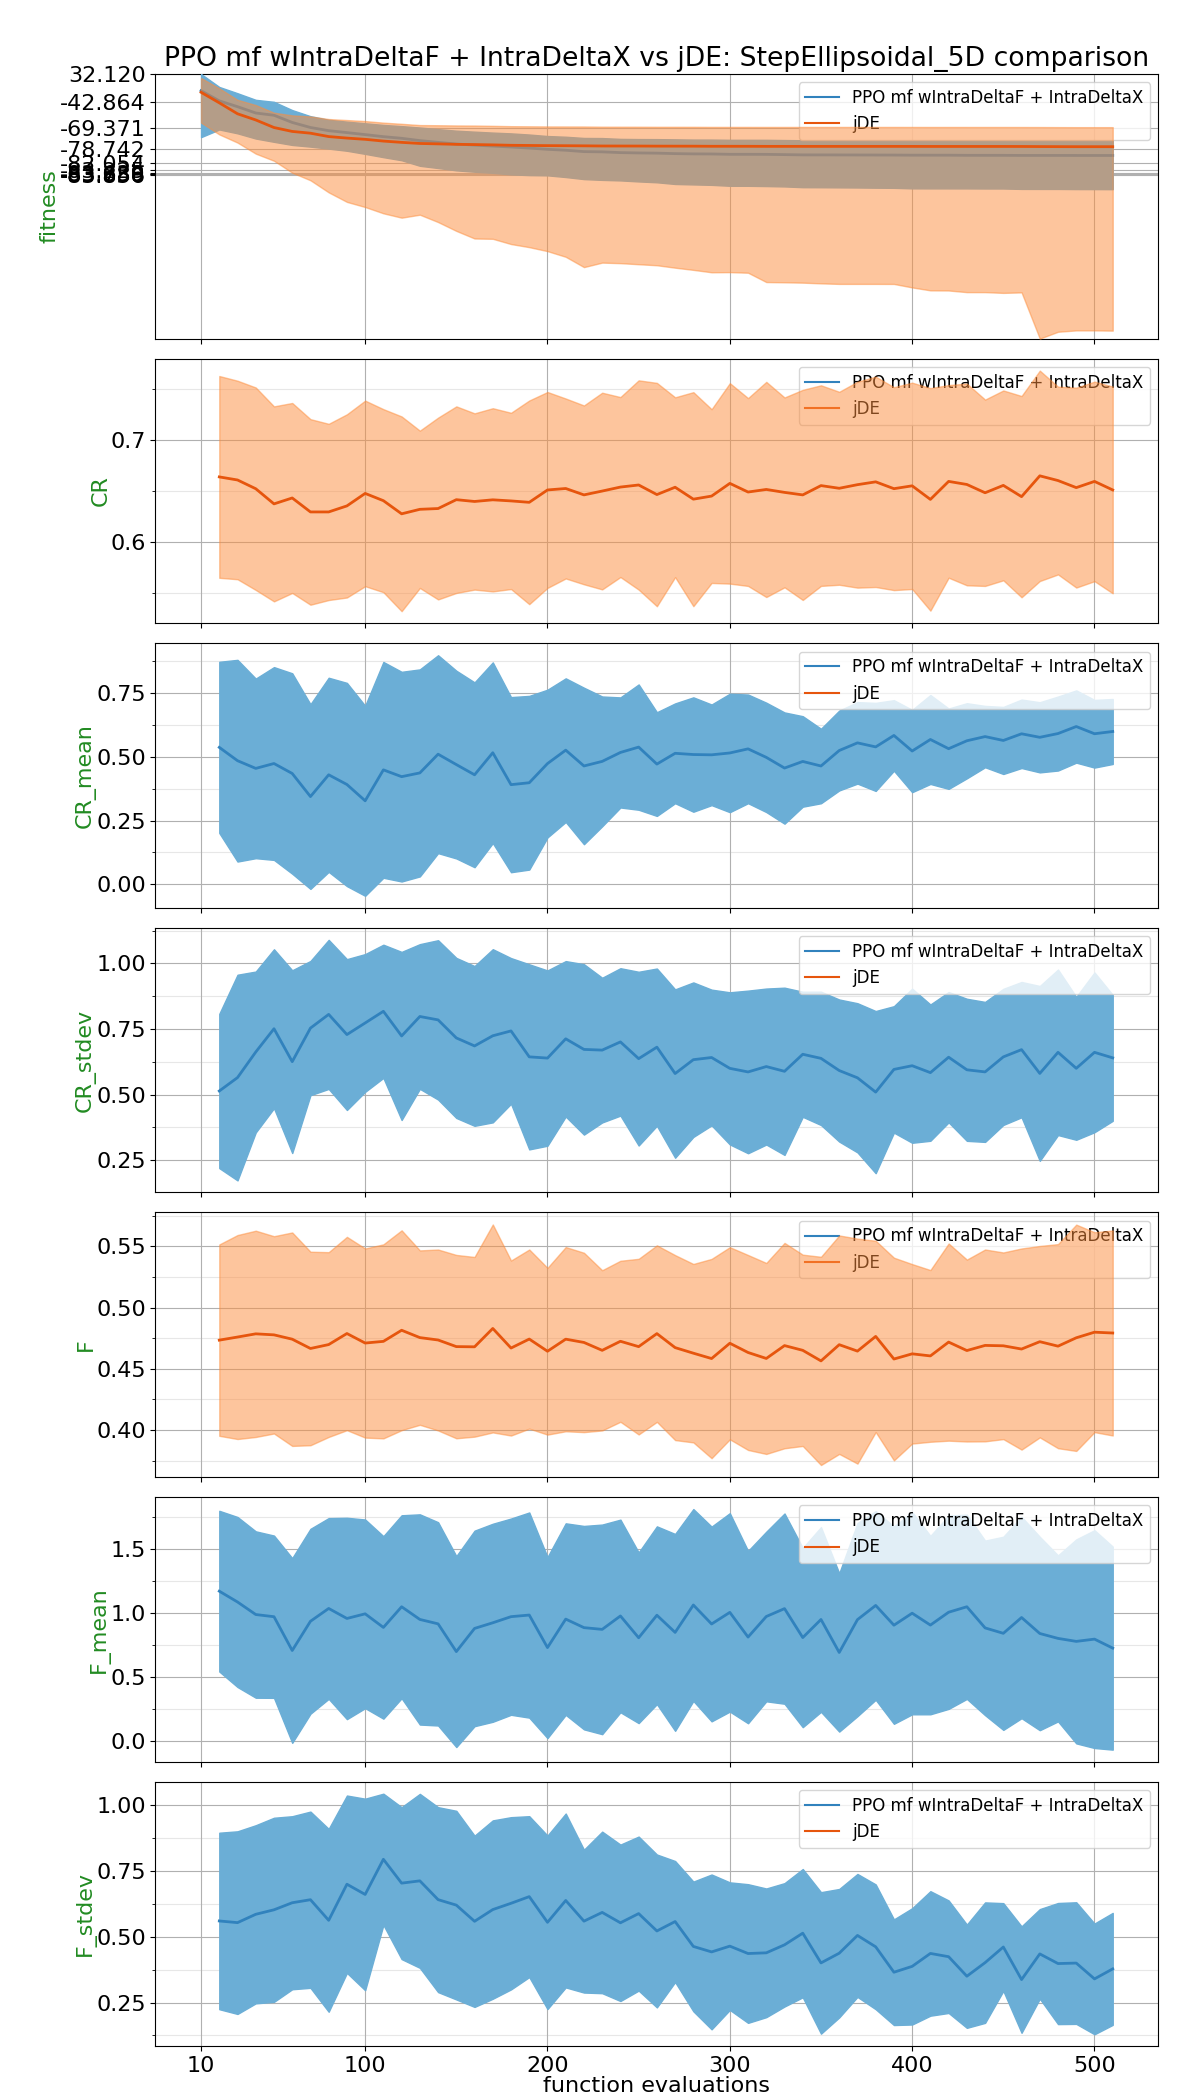 PPO mf wIntraDeltaF + IntraDeltaX vs jDE: StepEllipsoidal_5D comparison
32.120
-42.864
-69.371
-78.742
fitness
PPO mf wIntraDeltaF + IntraDeltaX
jDE
0.7
0.6
CR
PPO mf wIntraDeltaF + IntraDeltaX
jDE
0.75
0.50
0.25
0.00
CR_mean
PPO mf wIntraDeltaF + IntraDeltaX
jDE
1.00
0.75
0.50
0.25
CR_stdev
PPO mf wIntraDeltaF + IntraDeltaX
jDE
0.55
0.50
0.45
0.40
F
PPO mf wIntraDeltaF + IntraDeltaX
jDE
1.5
1.0
0.5
0.0
F_mean
PPO mf wIntraDeltaF + IntraDeltaX
jDE
1.00
0.75
0.50
0.25
F_stdev
PPO mf wIntraDeltaF + IntraDeltaX
jDE
10 100 200 300 400 500
function evaluations